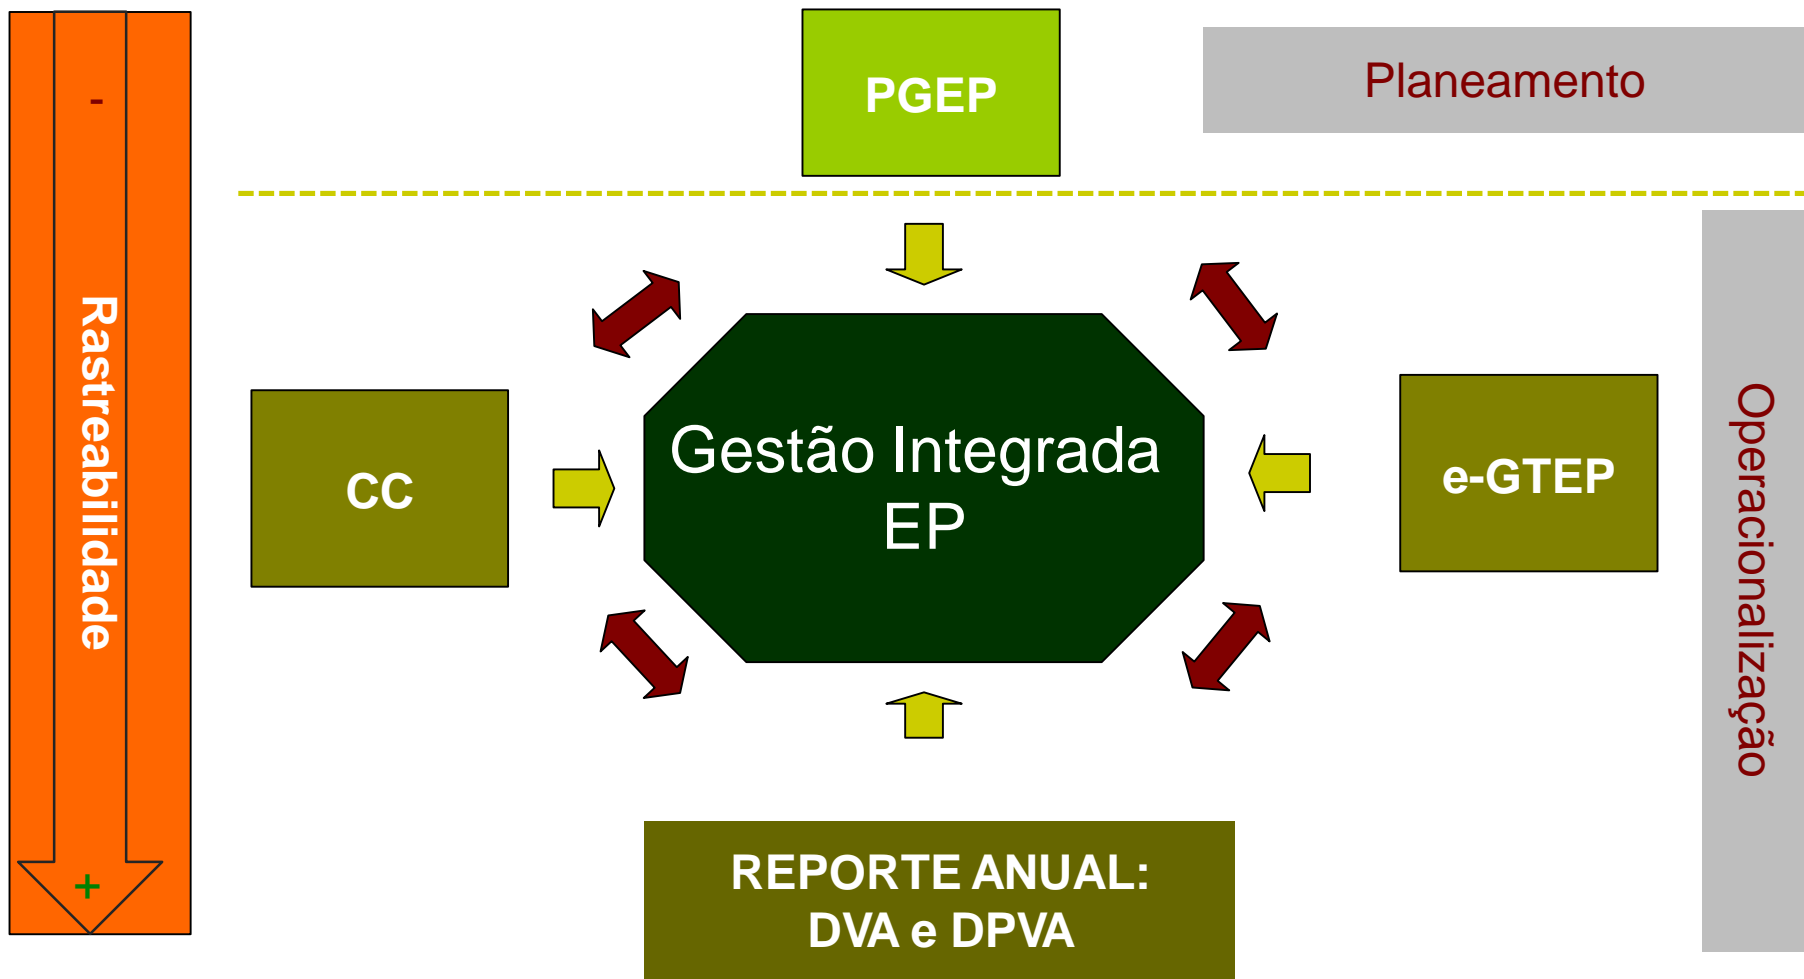 -
Rastreabilidade
+
PGEP
Planeamento
CC
Gestão Integrada
EP
e-GTEP
Operacionalização
REPORTE ANUAL:
DVA e DPVA